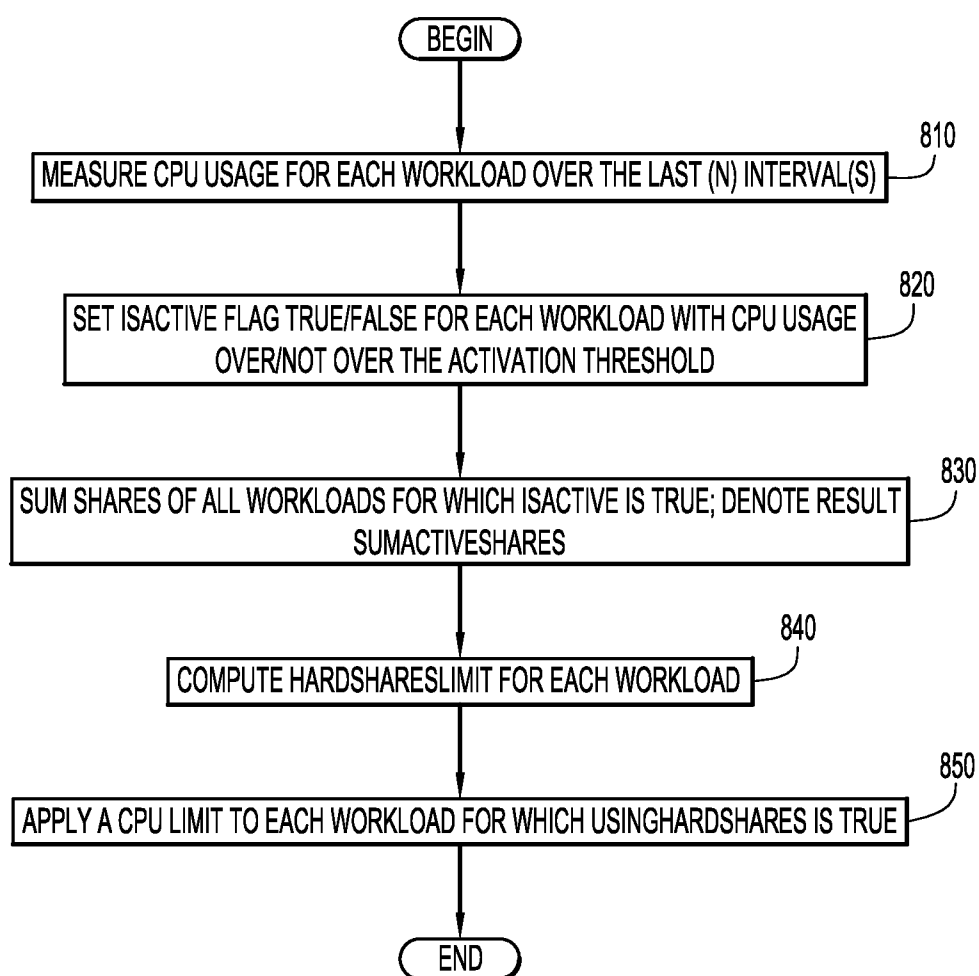 BEGIN
810
MEASURE CPU USAGE FOR EACH WORKLOAD OVER THE LAST (N) INTERVAL(S)
820
SET ISACTIVE FLAG TRUE/FALSE FOR EACH WORKLOAD WITH CPU USAGE
OVER/NOT OVER THE ACTIVATION THRESHOLD
830
SUM SHARES OF ALL WORKLOADS FOR WHICH ISACTIVE IS TRUE; DENOTE RESULT
SUMACTIVESHARES
840
COMPUTE HARDSHARESLIMIT FOR EACH WORKLOAD
850
APPLY A CPU LIMIT TO EACH WORKLOAD FOR WHICH USINGHARDSHARES IS TRUE
END